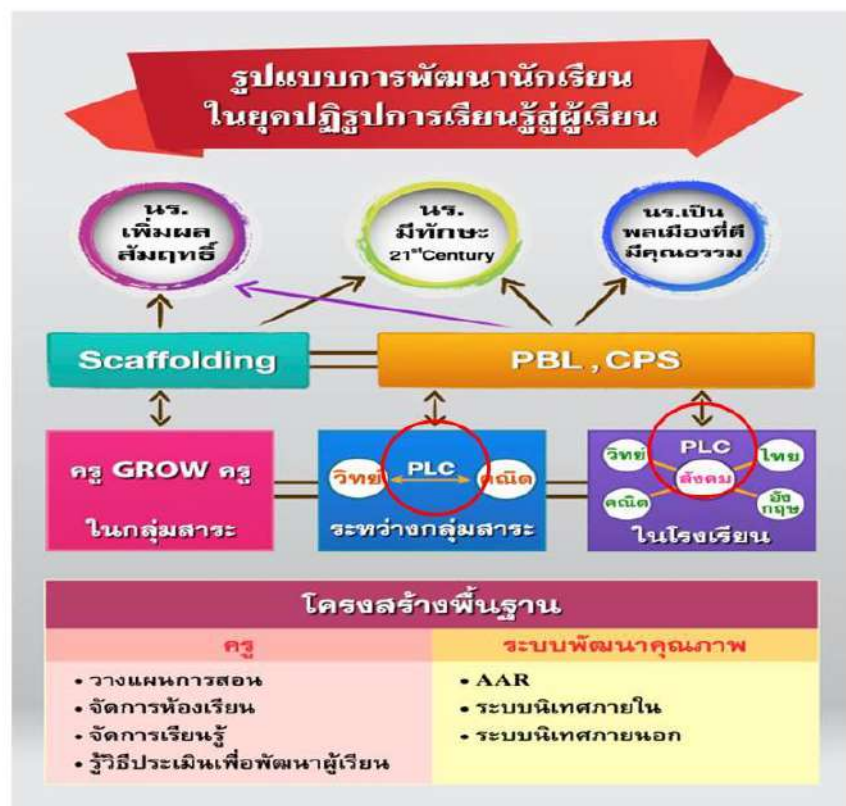 รูปแบบการพัฒนานักเรียน
ในยุคปฏิรูปการเรียนรู้สู่ผู้เรียน
นร.
เพิ่มผล
สัมฤทธิ์
นร.
มีทักษะ
21stCentury
นร.เป็น
พลเมืองที่ดี
มีคุณธรรม
Scaffolding
PBL , CPS
ครู GROW ครู
ในกลุ่มสาระ
วิทย์ PLC คณิต
ระหว่างกลุ่มสาระ
วิทย์ PLC ไทย
สังคม
คณิต อัง
กฤษ
ในโรงเรียน
โครงสร้างพื้นฐาน
ครู
• วางแผนการสอน
• จัดการห้องเรียน
• จัดการเรียนรู้
• รู้วิธีประเมินเพื่อพัฒนาผู้เรียน
ระบบพัฒนาคุณภาพ
• AAR
• ระบบนิเทศภายใน
• ระบบนิเทศภายนอก